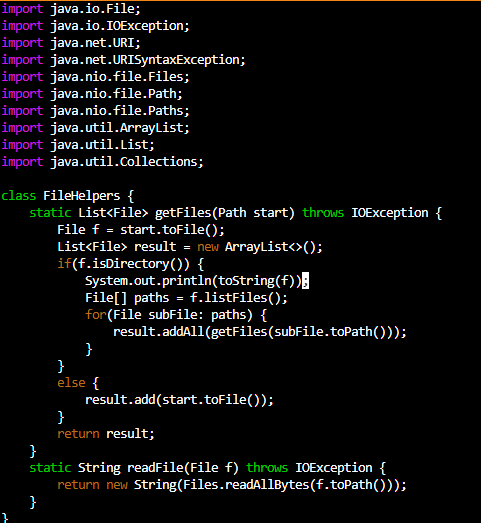 import java.io.File;
import java.io.IOException;
import java.net.URI;
import java.net.URISyntaxException;
import java.nio.file.Files;
import java.nio.file.Path;
import java.nio.file.Paths;
import java.util.ArrayList;
import java.util.List;
import java.util.Collections;

class FileHelpers {
    static List<File> getFiles(Path start) throws IOException {
        File f = start.toFile();
        List<File> result = new ArrayList<>();
        if(f.isDirectory()) {
            System.out.println(toString(f));
            File[] paths = f.listFiles();
            for(File subFile: paths) {
                result.addAll(getFiles(subFile.toPath()));
            }
        }
        else {
            result.add(start.toFile());
        }
        return result;
    }
    static String readFile(File f) throws IOException {
        return new String(Files.readAllBytes(f.toPath()));
    }
}